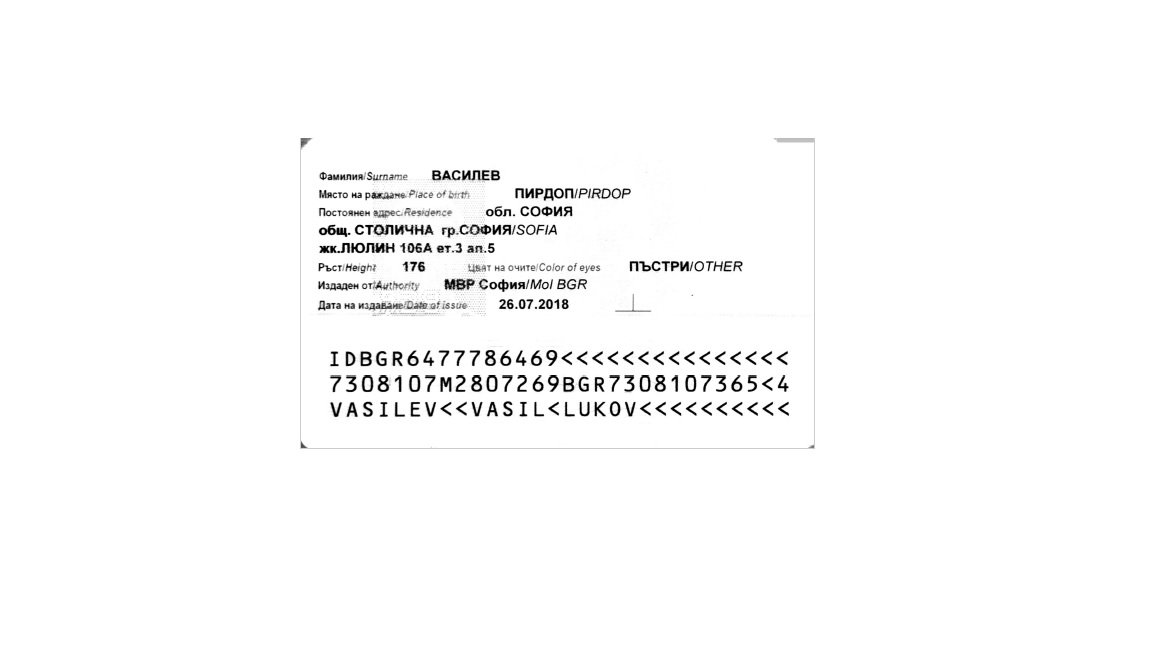 Фамилия/Surname ВАСИЛЕВ
Място на раждане/Place of birth ПИРДОП/PIRDOP
Постоянен адрес/Residence обл. СОФИЯ
общ. СТОЛИЧНА гр.СОФИЯ/SOFIA
жк.ЛЮЛИН 106А ет.3 ап.5
Ръст/Height 176 Цвят на очите/Color of eyes ПЪСТРИ/OTHER
Издаден от/Authority МВР София/MoI BGR
Дата на издаване/Date of issue 26.07.2018
IDBGR6477786469<<<<<<<<<<<<<<<
7308107M2807269BGR7308107365<4
VASILEV<<VASIL<LUKOV<<<<<<<<<<